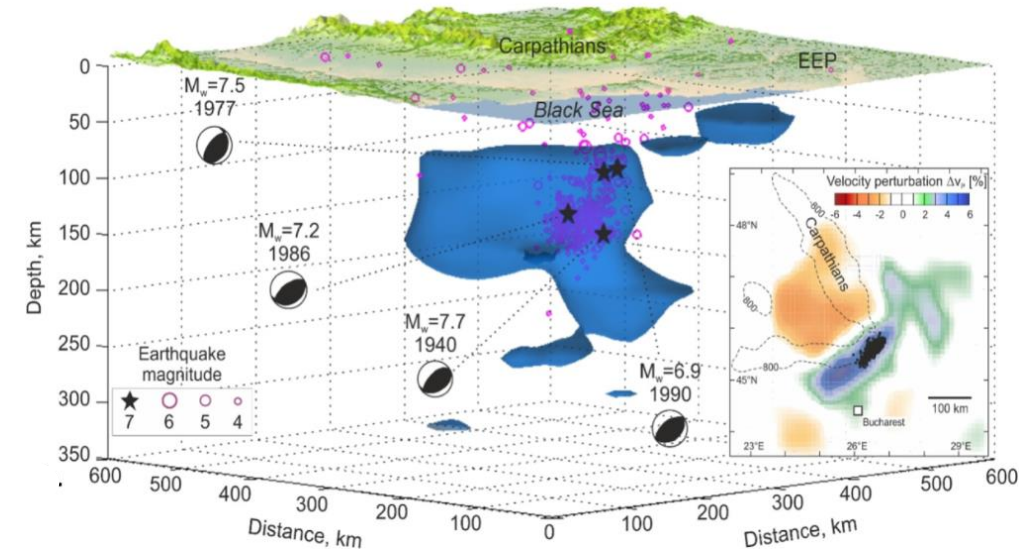 Carpathians
EEP
Black Sea
0
50
100
150
200
250
300
350
Depth, km
Mw=7.5
1977
Mw=7.2
1986
Mw=7.7
1940
Mw=6.9
1990
Earthquake
magnitude
7 6 5 4
600 500 400 300 200 100 0 100 200 300 400 500 600
Distance, km
Distance, km
Velocity perturbation Δvₚ [%]
-6 -4 -2 0 2 4 6
48°N
45°N
800
Carpathians
800
800
100 km
Bucharest
23°E 26°E 29°E